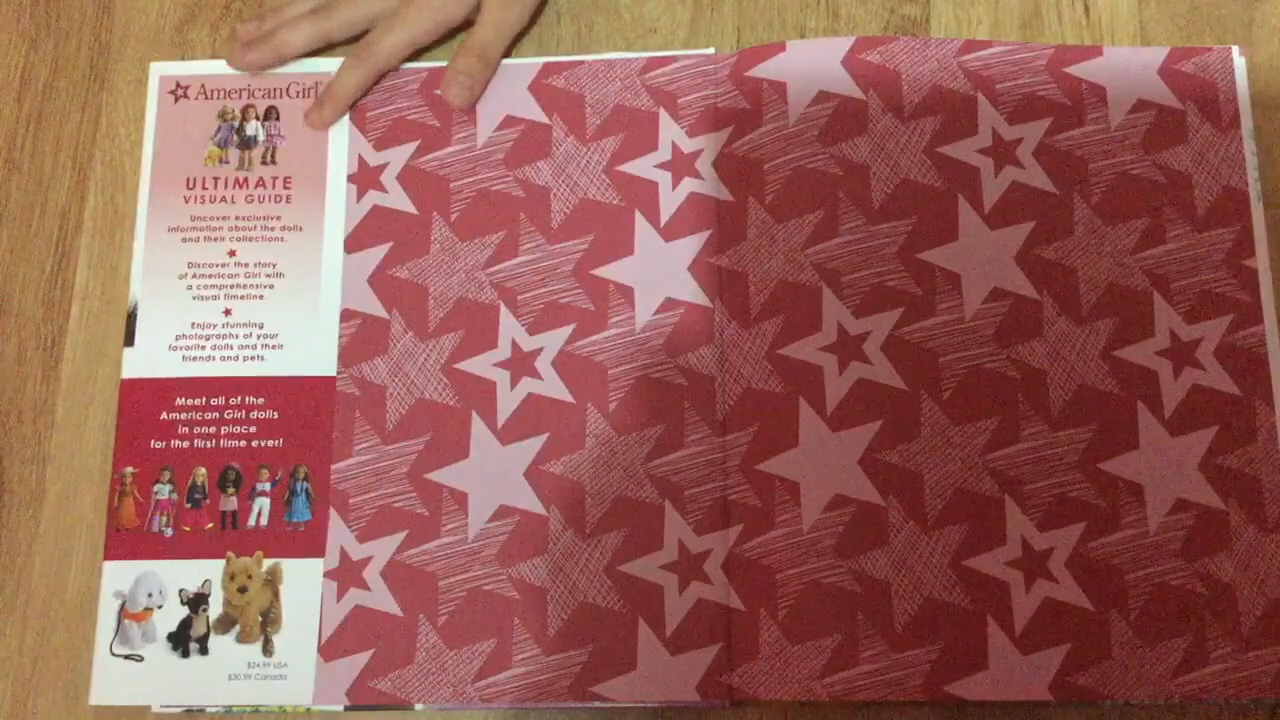 American Girl
ULTIMATE
VISUAL GUIDE
Uncover exclusive
information about the dolls
and their collections.
Discover the story
of American Girl with
a comprehensive
visual timeline.
Enjoy stunning
photographs of your
favorite dolls and their
friends and pets.
Meet all of the
American Girl dolls
in one place
for the first time ever!
$24.99 USA
$30.99 Canada